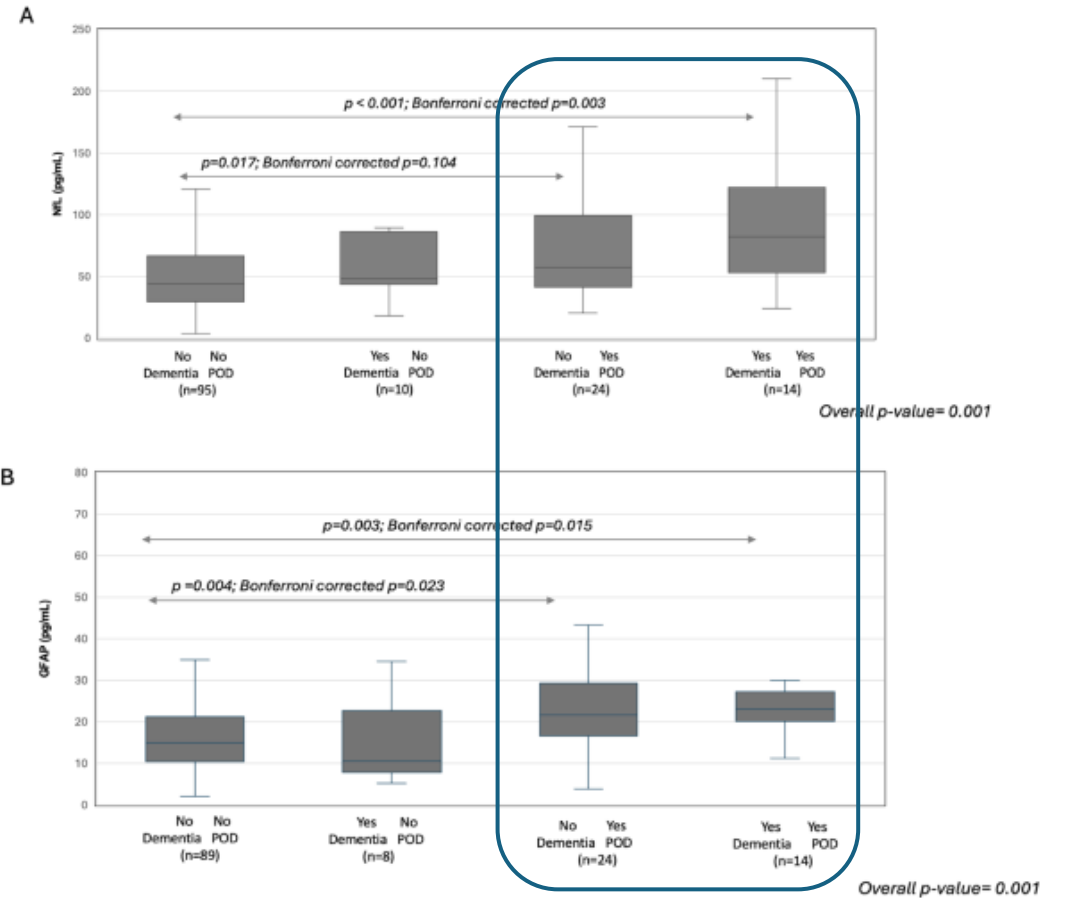 A
250
200
150
100
50
0
NfL (pg/mL)
p < 0.001; Bonferroni corrected p=0.003
p=0.017; Bonferroni corrected p=0.104
No No
Dementia POD
(n=95)
Yes No
Dementia POD
(n=10)
No Yes
Dementia POD
(n=24)
Yes Yes
Dementia POD
(n=14)
Overall p-value= 0.001
B
80
70
60
50
40
30
20
10
0
GFAP (pg/mL)
p=0.003; Bonferroni corrected p=0.015
p =0.004; Bonferroni corrected p=0.023
No No
Dementia POD
(n=89)
Yes No
Dementia POD
(n=8)
No Yes
Dementia POD
(n=24)
Yes Yes
Dementia POD
(n=14)
Overall p-value= 0.001